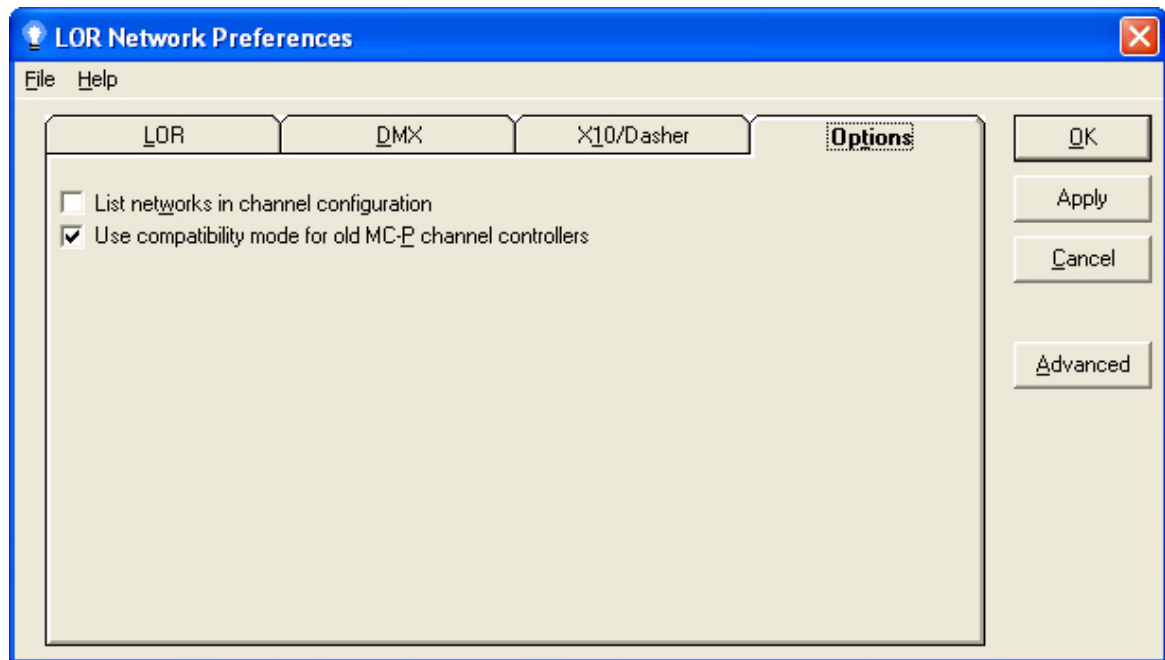 LOR Network Preferences
File Help
LOR DMX X10/Dasher Options
OK
List networks in channel configuration
Apply
Use compatibility mode for old MC-P channel controllers
Cancel
Advanced